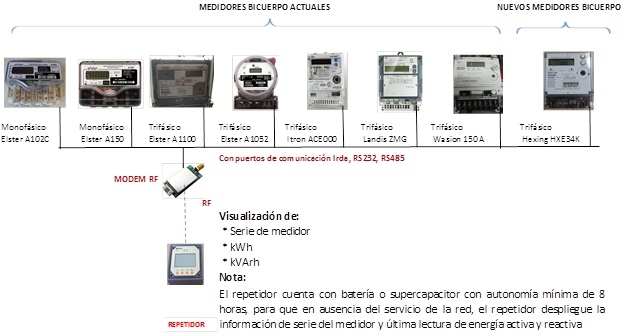 MEDIDORES BICUERPO ACTUALES
NUEVOS MEDIDORES BICUERPO
Monofásico Elster A102C
Monofásico Elster A150
Trifásico Elster A1100
Trifásico Elster A1052
Trifásico Itron ACE000
Trifásico Landis ZMG
Trifásico Wasion 150 A
Trifásico Hexing HXE34K
Con puertos de comunicación Irda, RS232, RS485
MODEM RF
RF
Visualización de:
* Serie de medidor
* kWh
* kVArh
Nota:
El repetidor cuenta con batería o supercapacitor con autonomía mínima de 8
horas, para que en ausencia del servicio de la red, el repetidor despliegue la
información de serie del medidor y última lectura de energía activa y reactiva
REPETIDOR